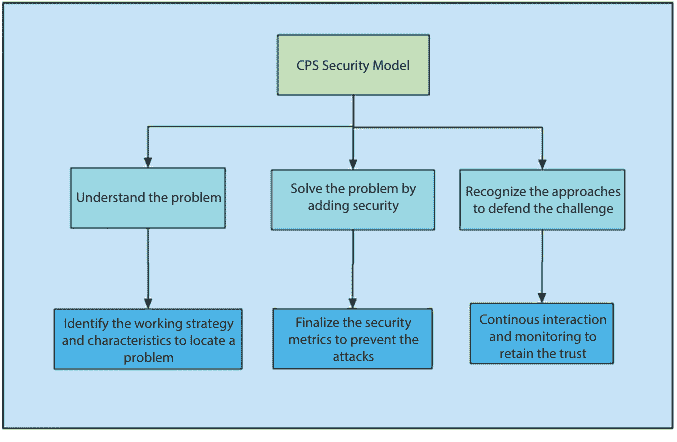 CPS Security Model
Understand the problem
Solve the problem by
adding security
Recognize the approaches
to defend the challenge
Identify the working strategy
and characteristics to locate a
problem
Finalize the security
metrics to prevent the
attacks
Continous interaction
and monitoring to
retain the trust